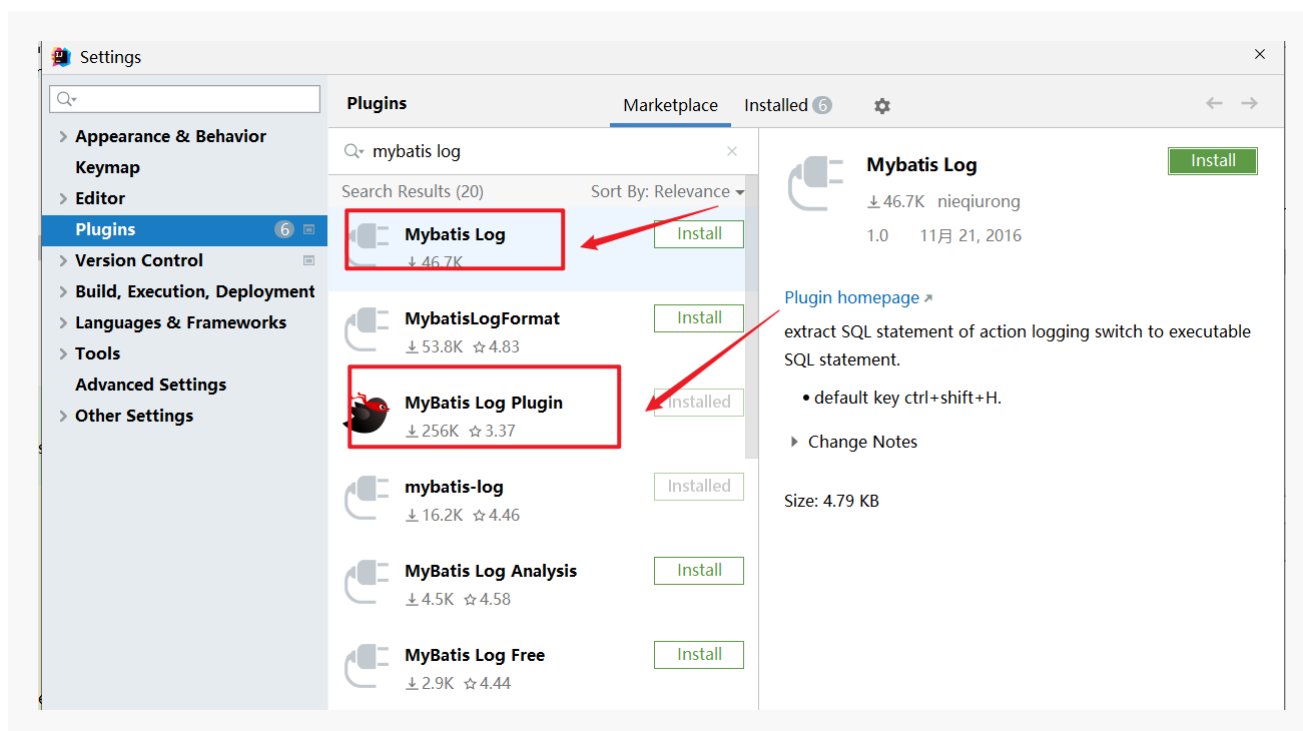 Settings
Appearance & Behavior
Keymap
Editor
Plugins 6
Version Control
Build, Execution, Deployment
Languages & Frameworks
Tools
Advanced Settings
Other Settings
Plugins
Marketplace
Installed 6
mybatis log
Search Results (20)
Sort By: Relevance
Mybatis Log
Install
46.7K
MybatisLogFormat
Install
53.8K 4.83
MyBatis Log Plugin
Installed
256K 3.37
mybatis-log
Installed
16.2K 4.46
MyBatis Log Analysis
Install
4.5K 4.58
MyBatis Log Free
Install
2.9K 4.44
Mybatis Log
Install
46.7K nieqiurong
1.0 11月 21, 2016
Plugin homepage
extract SQL statement of action logging switch to executable
SQL statement.
• default key ctrl+shift+H.
Change Notes
Size: 4.79 KB